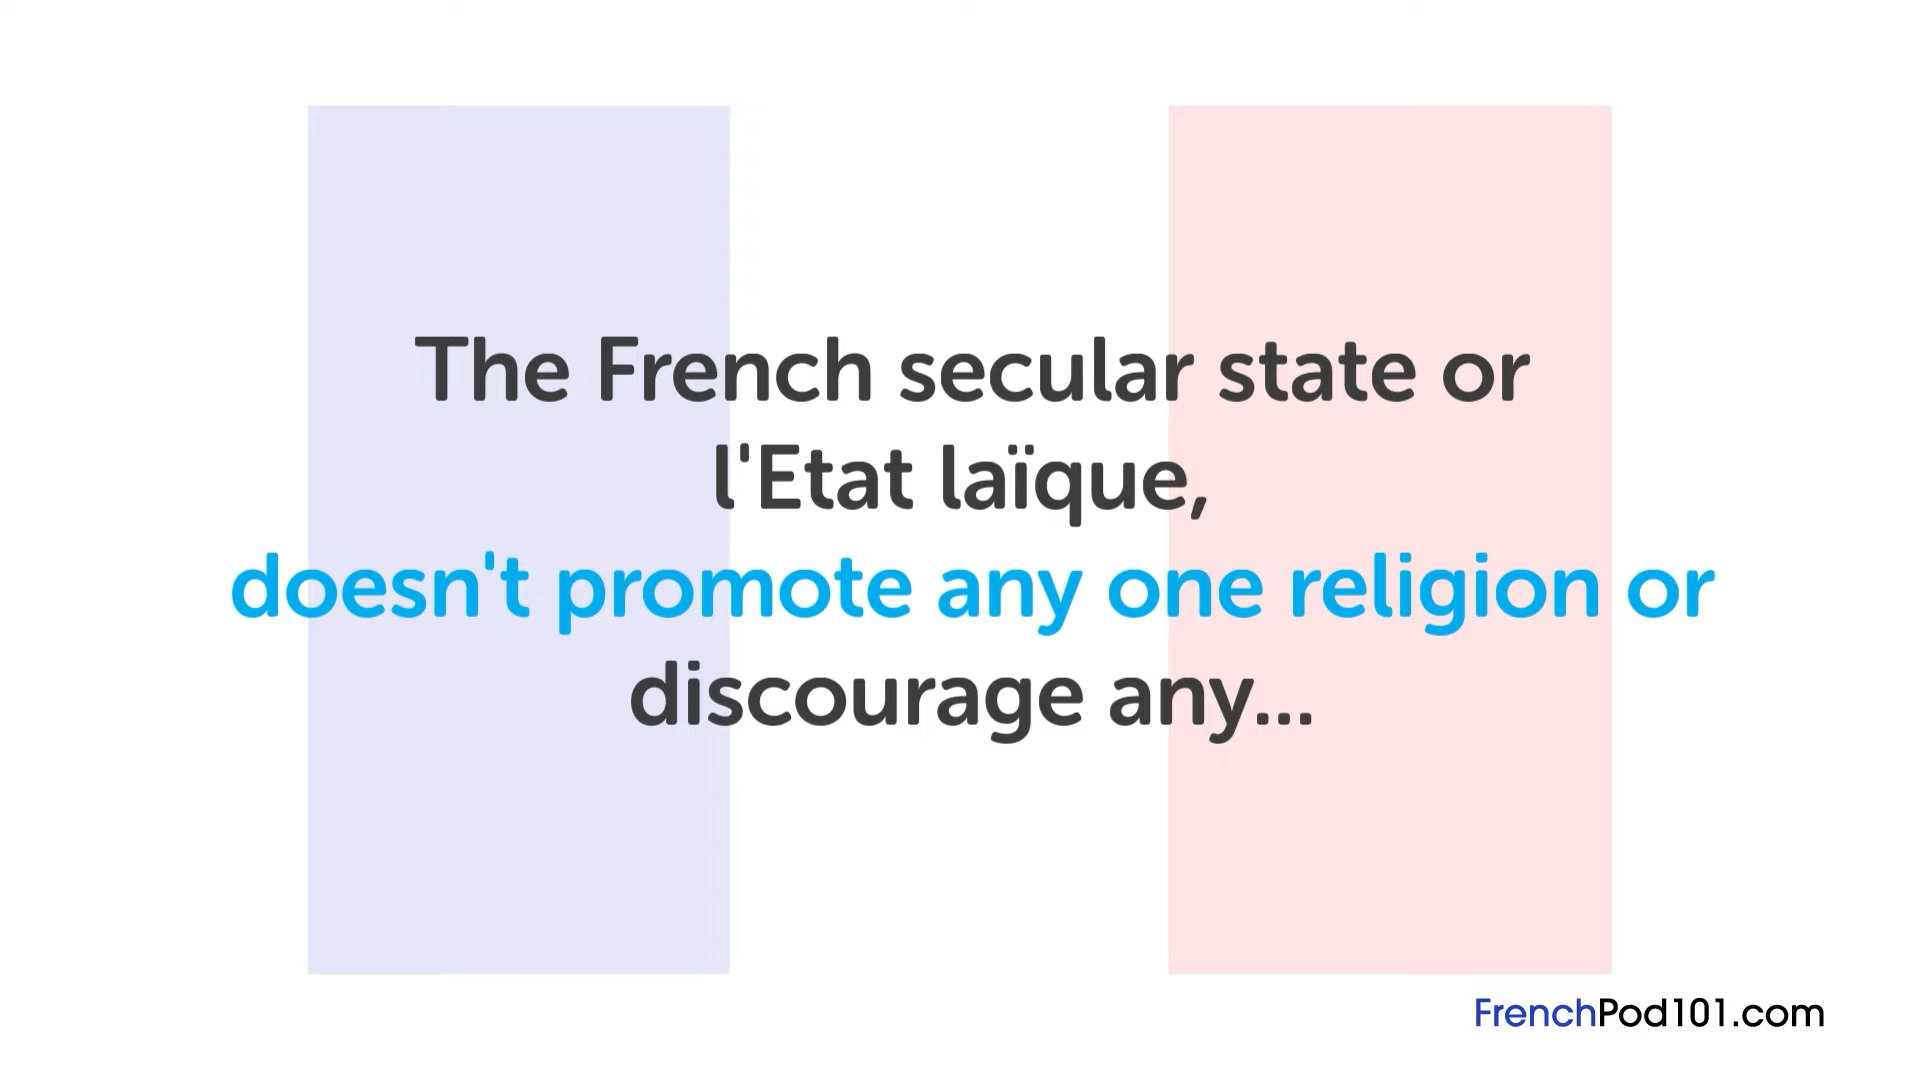 The French secular state or
l'Etat laïque,
doesn't promote any one religion or
discourage any...
FrenchPod101.com